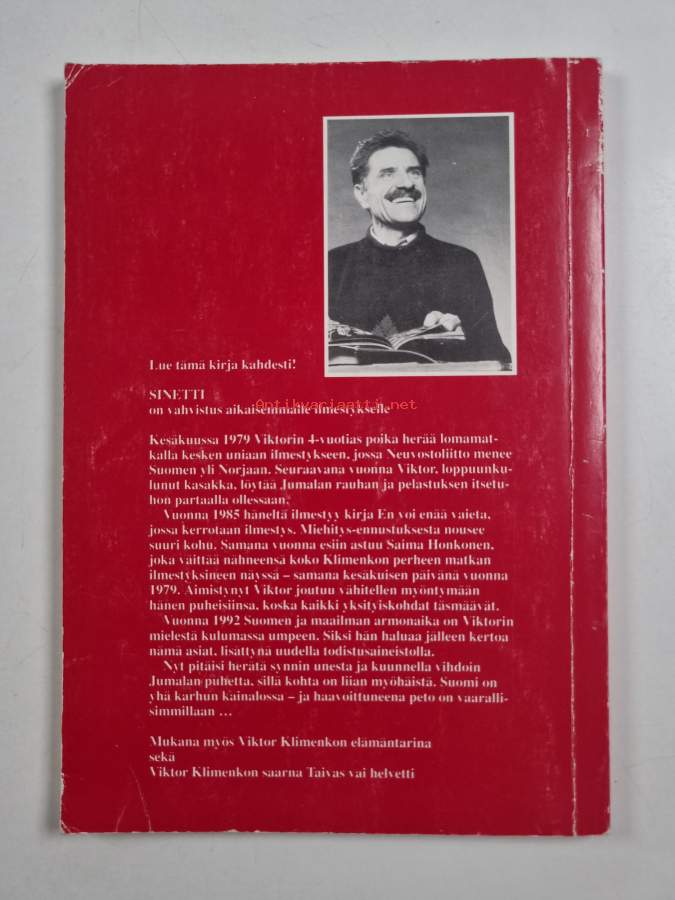 Lue tämä kirja kahdesti!
SINETTI
on vahvistus aikaisemmalle ilmestykselle
Antikvariaatti.net
Kesäkuussa 1979 Viktorin 4-vuotias poika herää lomamat-
kalla kesken uniaan ilmestykseen, jossa Neuvostoliitto menee
Suomen yli Norjaan. Seuraavana vuonna Viktor, loppuunku-
lunut kasakka, löytää Jumalan rauhan ja pelastuksen itsetu-
hon partaalla ollessaan.
Vuonna 1985 häneltä ilmestyy kirja En voi enää vaieta,
jossa kerrotaan ilmestys. Miehitys-ennustuksesta nousee
suuri kohu. Samana vuonna esiin astuu Saima Honkonen,
joka väittää nähneensä koko Klimenkon perheen matkan
ilmestyksineen näyssä – samana kesäkuisen päivänä vuonna
1979. Äimistynyt Viktor joutuu vähitellen myöntymään
hänen puheisiinsa, koska kaikki yksityiskohdat täsmäävät.
Vuonna 1992 Suomen ja maailman armonaika on Viktorin
mielestä kulumassa umpeen. Siksi hän haluaa jälleen kertoa
nämä asiat, lisättynä uudella todistusaineistolla.
Nyt pitäisi herätä synnin unesta ja kuunnella vihdoin
Jumalan puhetta, sillä kohta on liian myöhäistä. Suomi on
yhä karhun kainalossa – ja haavoittuneena peto on vaaralli-
simmillaan ...
Mukana myös Viktor Klimenkon elämäntarina
sekä
Viktor Klimenkon saarna Taivas vai helvetti